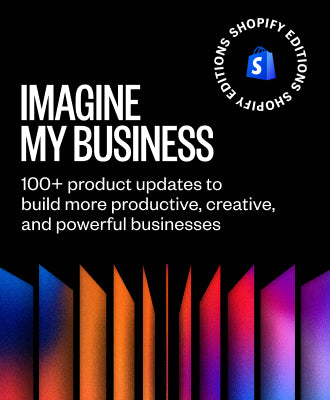 SHOPIFY EDITIONS SHOPIFY EDITIONS
S
IMAGINE
MY BUSINESS
100+ product updates to
build more productive, creative,
and powerful businesses